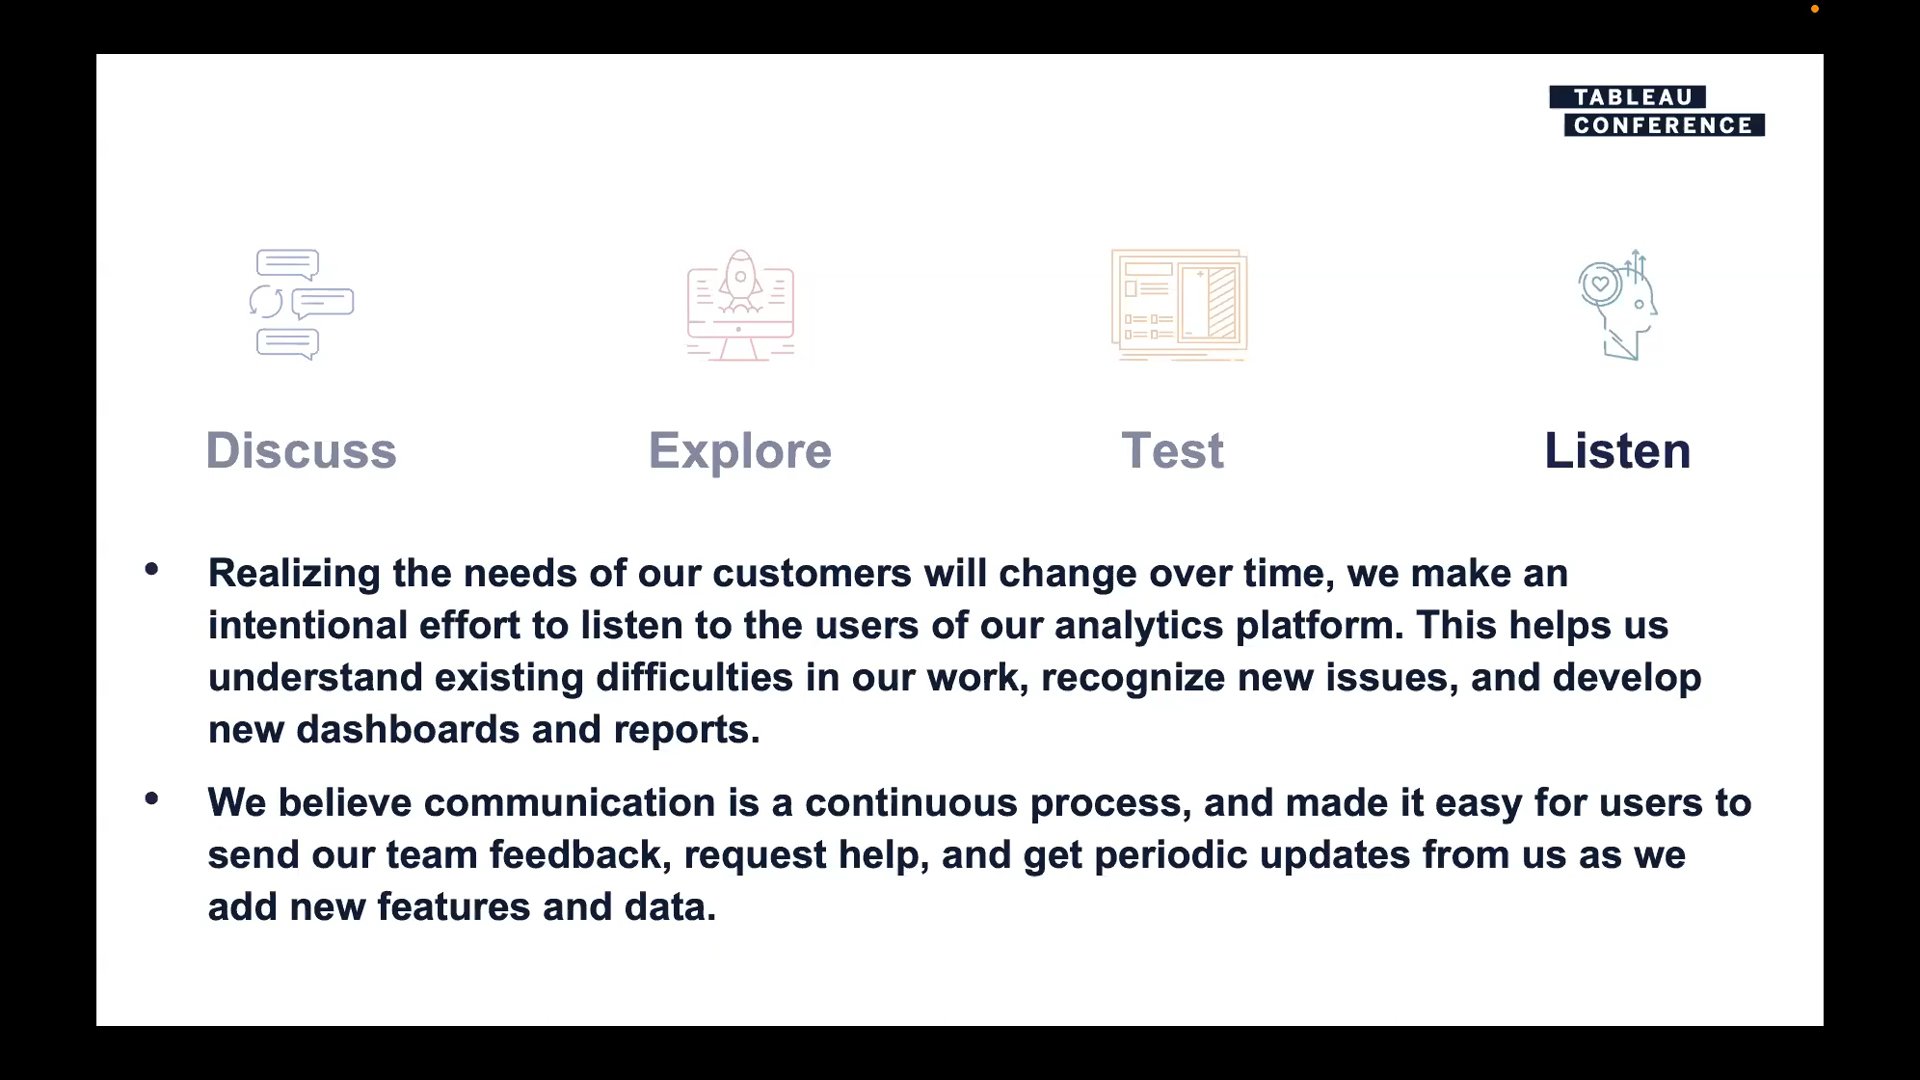 TABLEAU
CONFERENCE
Discuss
Explore
Test
Listen
• Realizing the needs of our customers will change over time, we make an
intentional effort to listen to the users of our analytics platform. This helps us
understand existing difficulties in our work, recognize new issues, and develop
new dashboards and reports.
• We believe communication is a continuous process, and made it easy for users to
send our team feedback, request help, and get periodic updates from us as we
add new features and data.